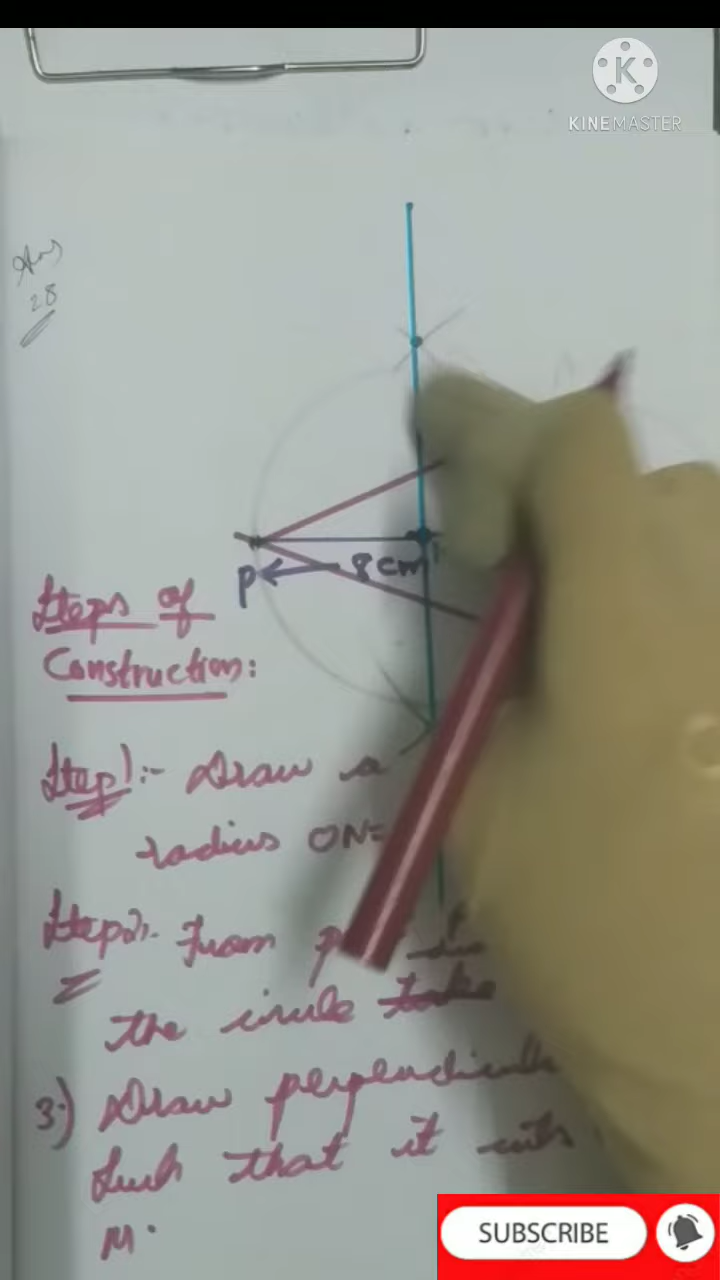 KINEMASTER
Ans
28
P
8cm
Steps of
Construction:
Step1:- Draw a
radius ON=
Step2:- From P
the circle
3.) Draw perpendicula
Such that it cuts
M.
SUBSCRIBE